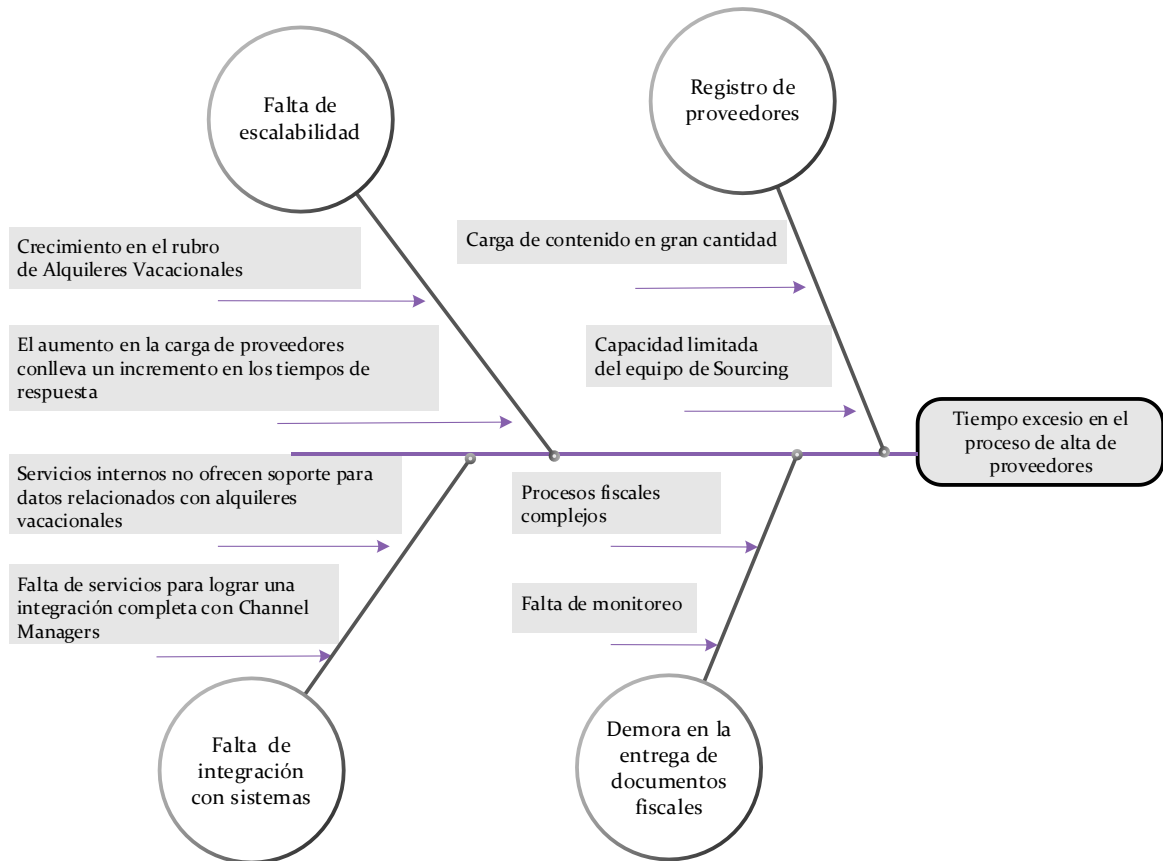 Falta de
escalabilidad
Registro de
proveedores
Crecimiento en el rubro
de Alquileres Vacacionales
Carga de contenido en gran cantidad
El aumento en la carga de proveedores
conlleva un incremento en los tiempos de
respuesta
Capacidad limitada
del equipo de Sourcing
Tiempo excesio en el
proceso de alta de
proveedores
Servicios internos no ofrecen soporte para
datos relacionados con alquileres
vacacionales
Procesos fiscales
complejos
Falta de servicios para lograr una
integración completa con Channel
Managers
Falta de monitoreo
Falta de
integración
con sistemas
Demora en la
entrega de
documentos
fiscales